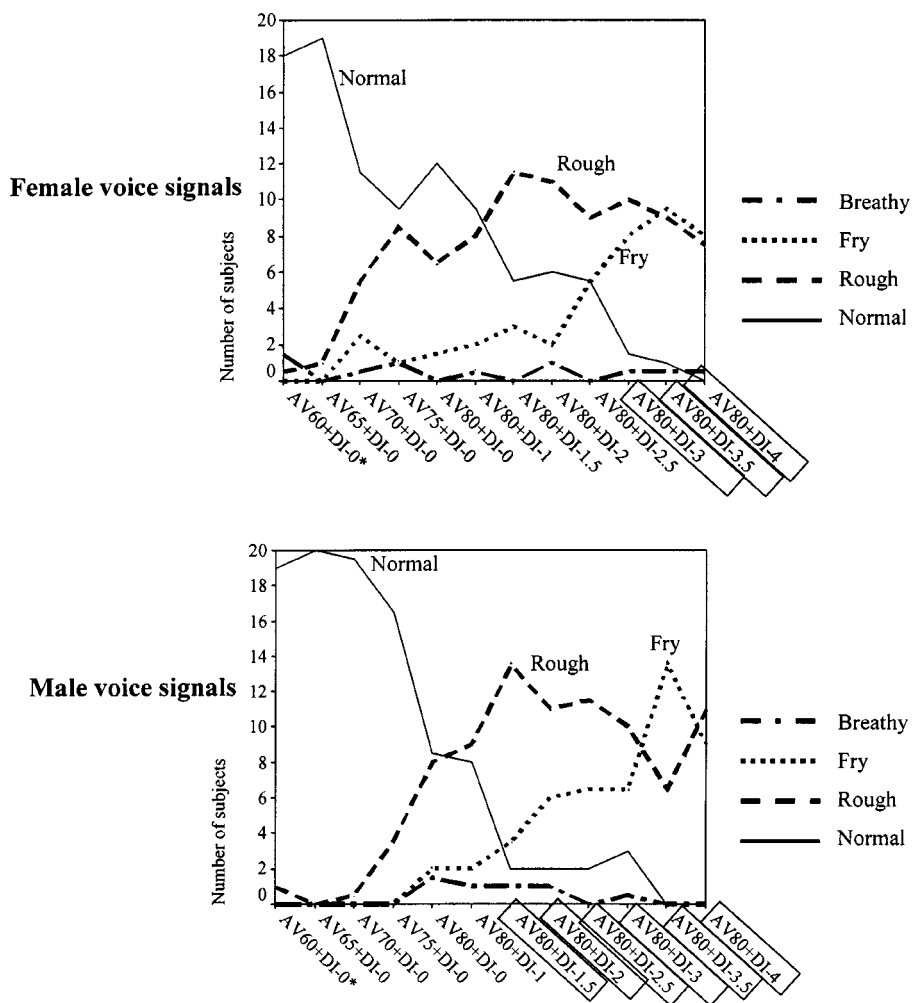 20
18
16
14
12
10
8
6
4
2
0
Number of subjects
Female voice signals
Normal
Rough
Fry
Breathy
Fry
Rough
Normal
AV60+DI-0*
AV65+DI-0
AV70+DI-0
AV75+DI-0
AV80+DI-0
AV80+DI-1
AV80+DI-1.5
AV80+DI-2
AV80+DI-2.5
AV80+DI-3
AV80+DI-3.5
AV80+DI-4
20
18
16
14
12
10
8
6
4
2
0
Number of subjects
Male voice signals
Normal
Rough
Fry
Breathy
Fry
Rough
Normal
AV60+DI-0*
AV65+DI-0
AV70+DI-0
AV75+DI-0
AV80+DI-0
AV80+DI-1
AV80+DI-1.5
AV80+DI-2
AV80+DI-2.5
AV80+DI-3
AV80+DI-3.5
AV80+DI-4